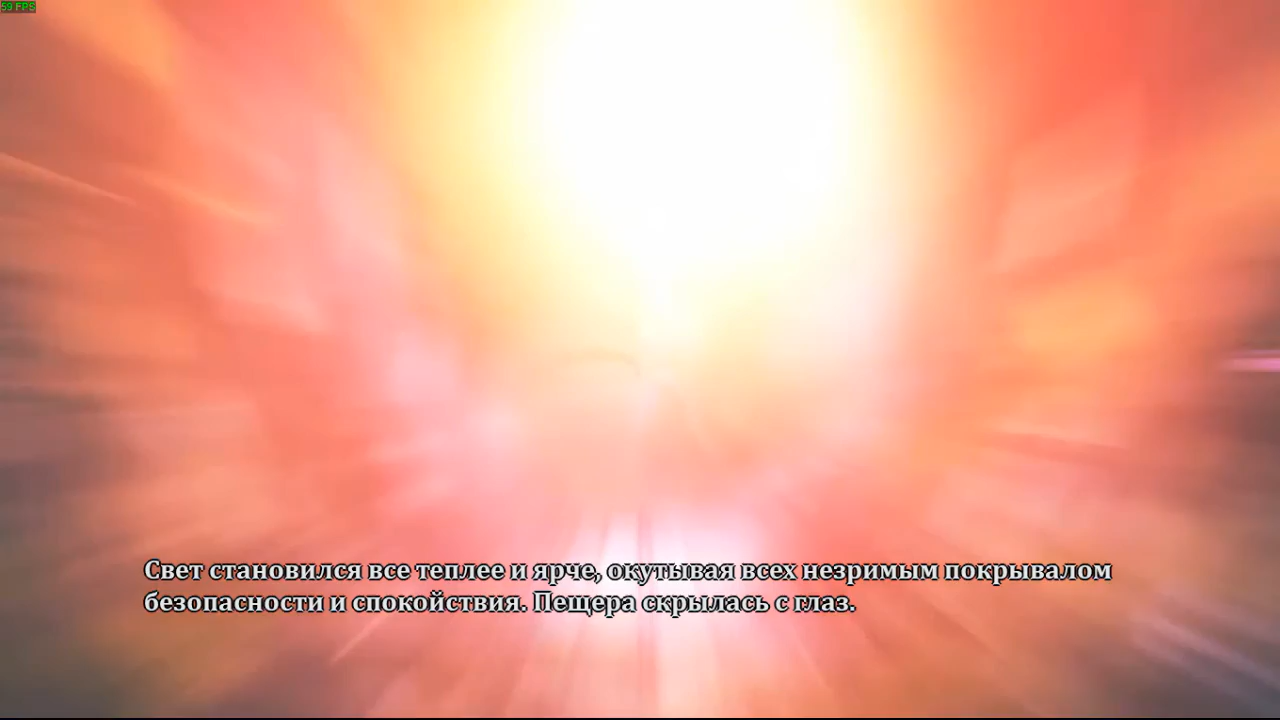 59 FPS
Свет становился все теплее и ярче, окутывая всех незримым покрывалом
безопасности и спокойствия. Пещера скрылась с глаз.